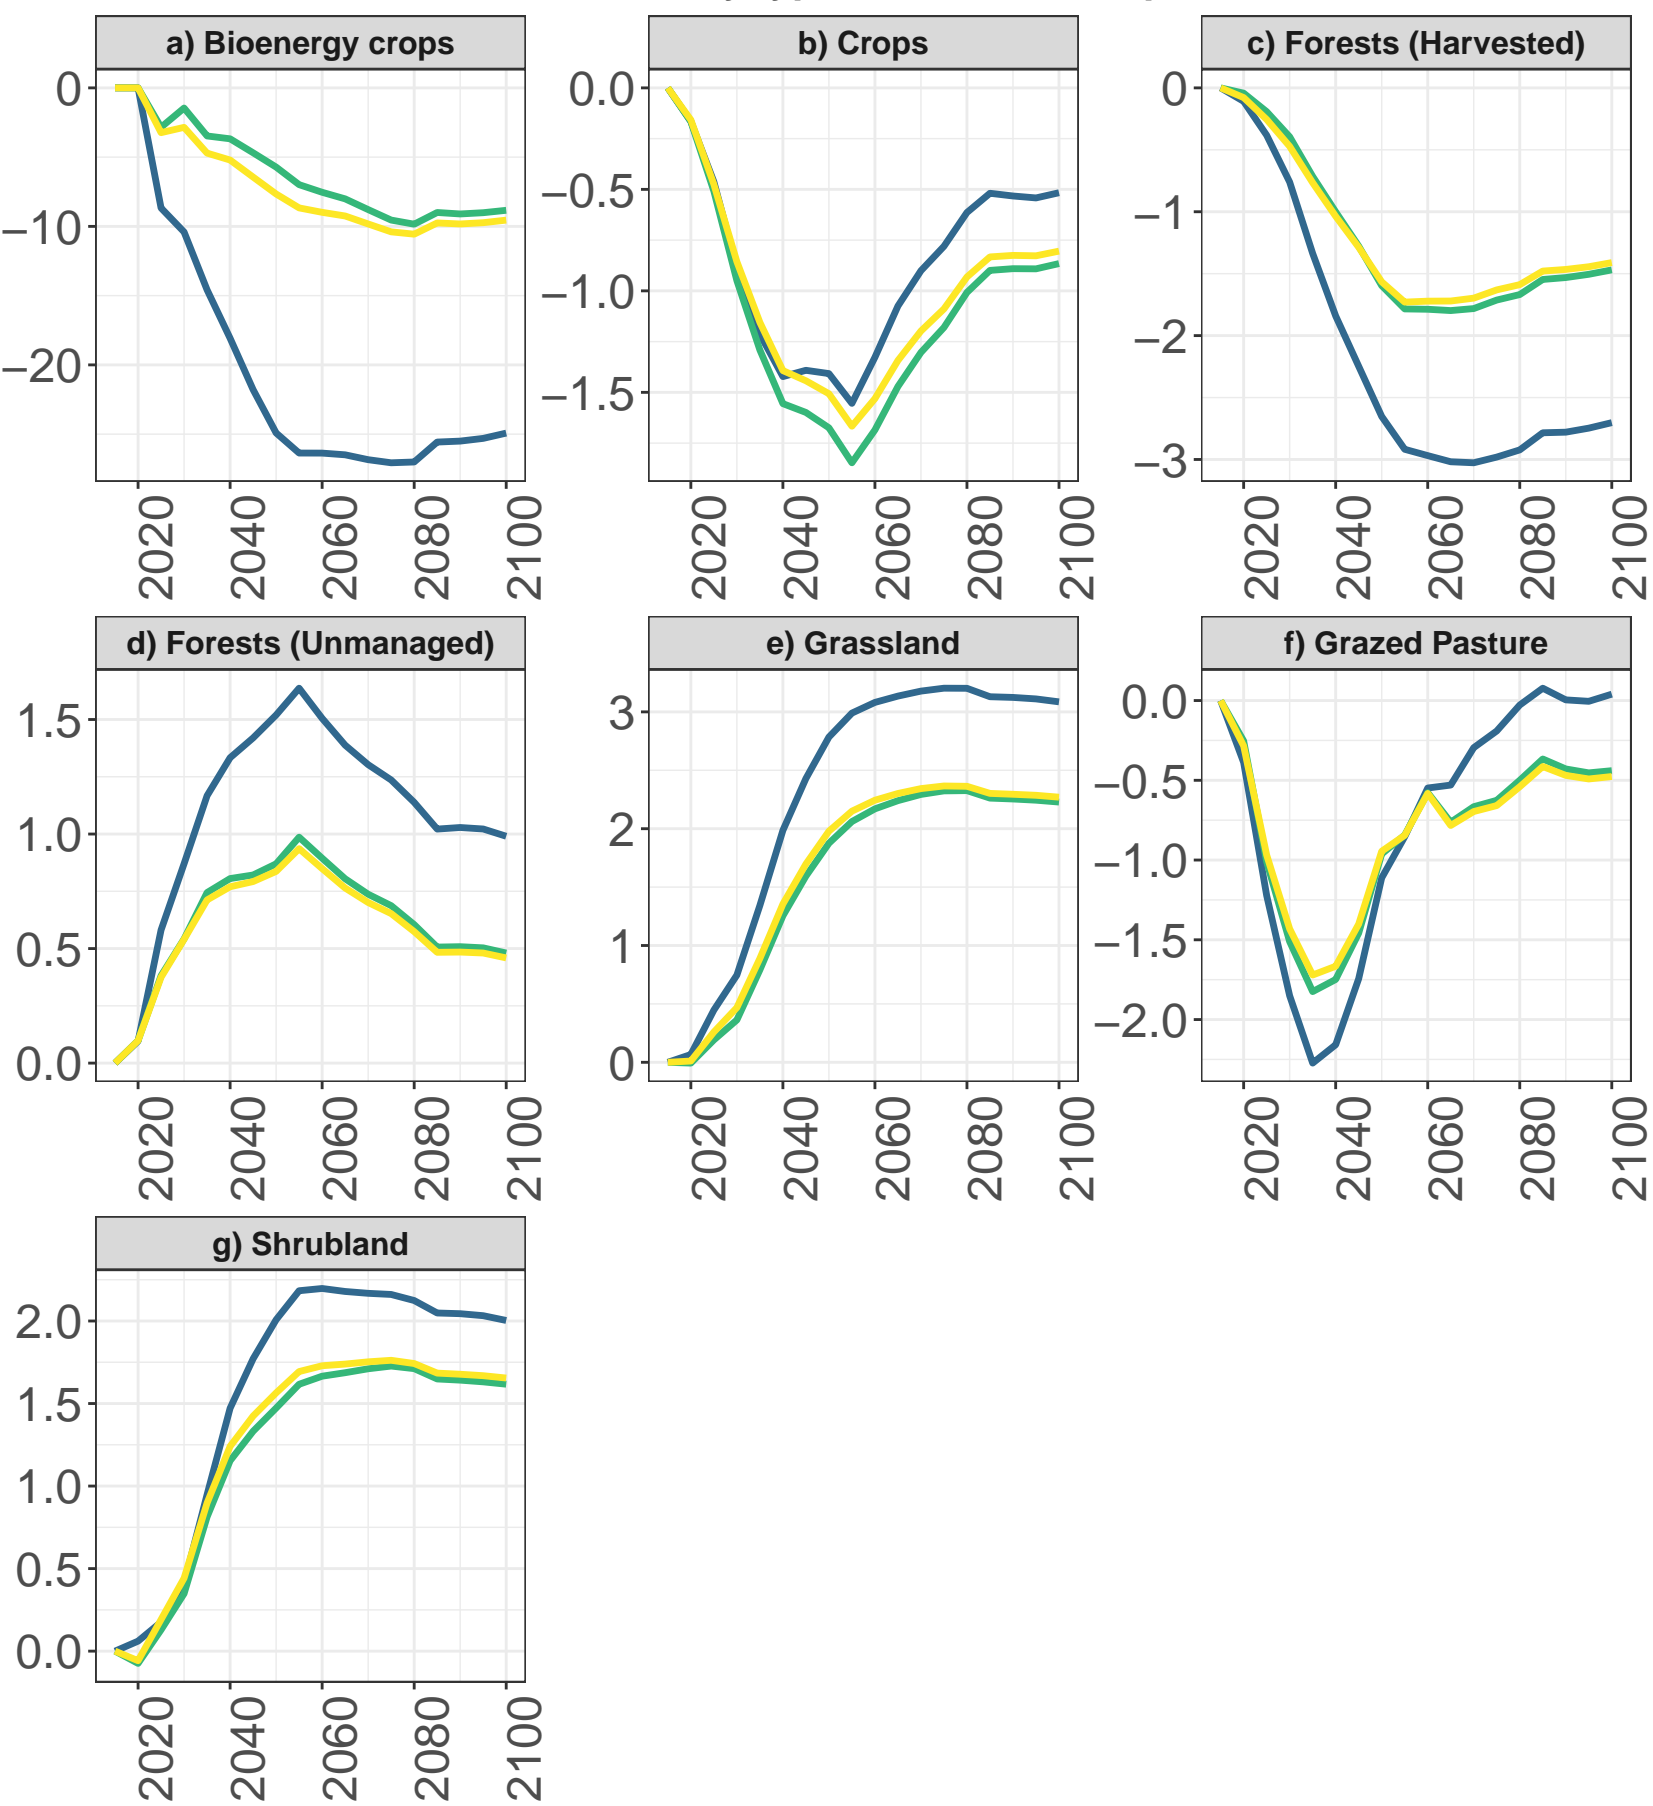 a) Bioenergy crops
b) Crops
c) Forests (Harvested)
0
−10
−20
0.0
−0.5
−1.0
−1.5
0
−1
−2
−3
2020 2040 2060 2080 2100
2020 2040 2060 2080 2100
2020 2040 2060 2080 2100
d) Forests (Unmanaged)
e) Grassland
f) Grazed Pasture
1.5
1.0
0.5
0.0
3
2
1
0
0.0
−0.5
−1.0
−1.5
−2.0
2020 2040 2060 2080 2100
2020 2040 2060 2080 2100
2020 2040 2060 2080 2100
g) Shrubland
2.0
1.5
1.0
0.5
0.0
2020 2040 2060 2080 2100